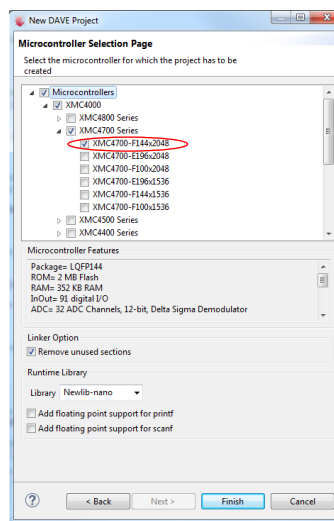 New DAVE Project
Microcontroller Selection Page
Select the microcontroller for which the project has to be
created
Microcontrollers
XMC4000
XMC4800 Series
XMC4700 Series
XMC4700-F144x2048
XMC4700-E196x2048
XMC4700-F100x2048
XMC4700-E196x1536
XMC4700-F144x1536
XMC4700-F100x1536
XMC4500 Series
XMC4400 Series
Microcontroller Features
Package= LQFP144
ROM= 2 MB Flash
RAM= 352 KB RAM
InOut= 91 digital I/O
ADC= 32 ADC Channels, 12-bit, Delta Sigma Demodulator
Linker Option
Remove unused sections
Runtime Library
Library Newlib-nano
Add floating point support for printf
Add floating point support for scanf
? < Back Next > Finish Cancel